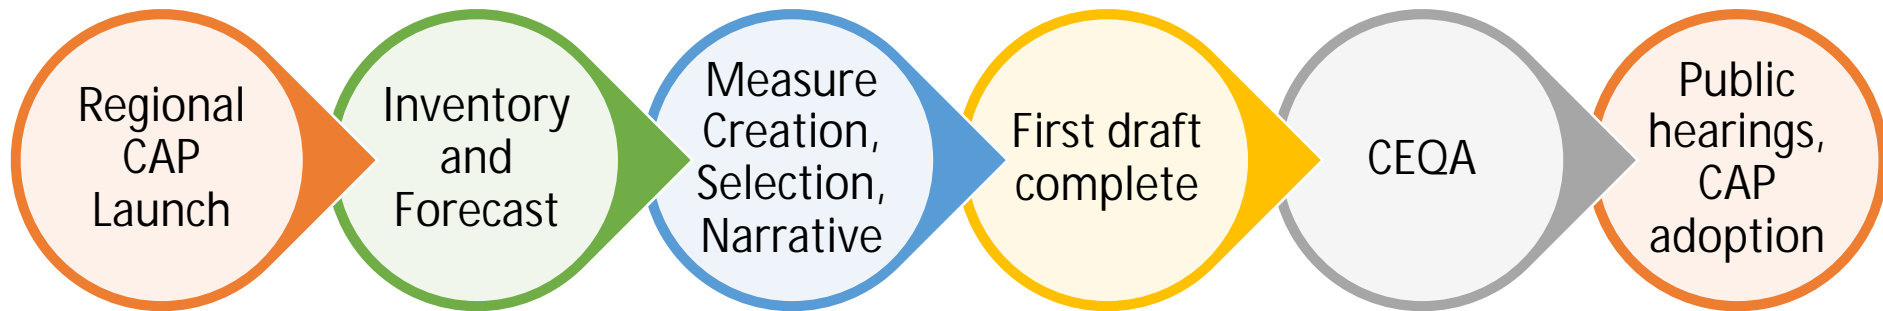 Regional
CAP
Launch
Inventory
and
Forecast
Measure
Creation,
Selection,
Narrative
First draft
complete
CEQA
Public
hearings,
CAP
adoption